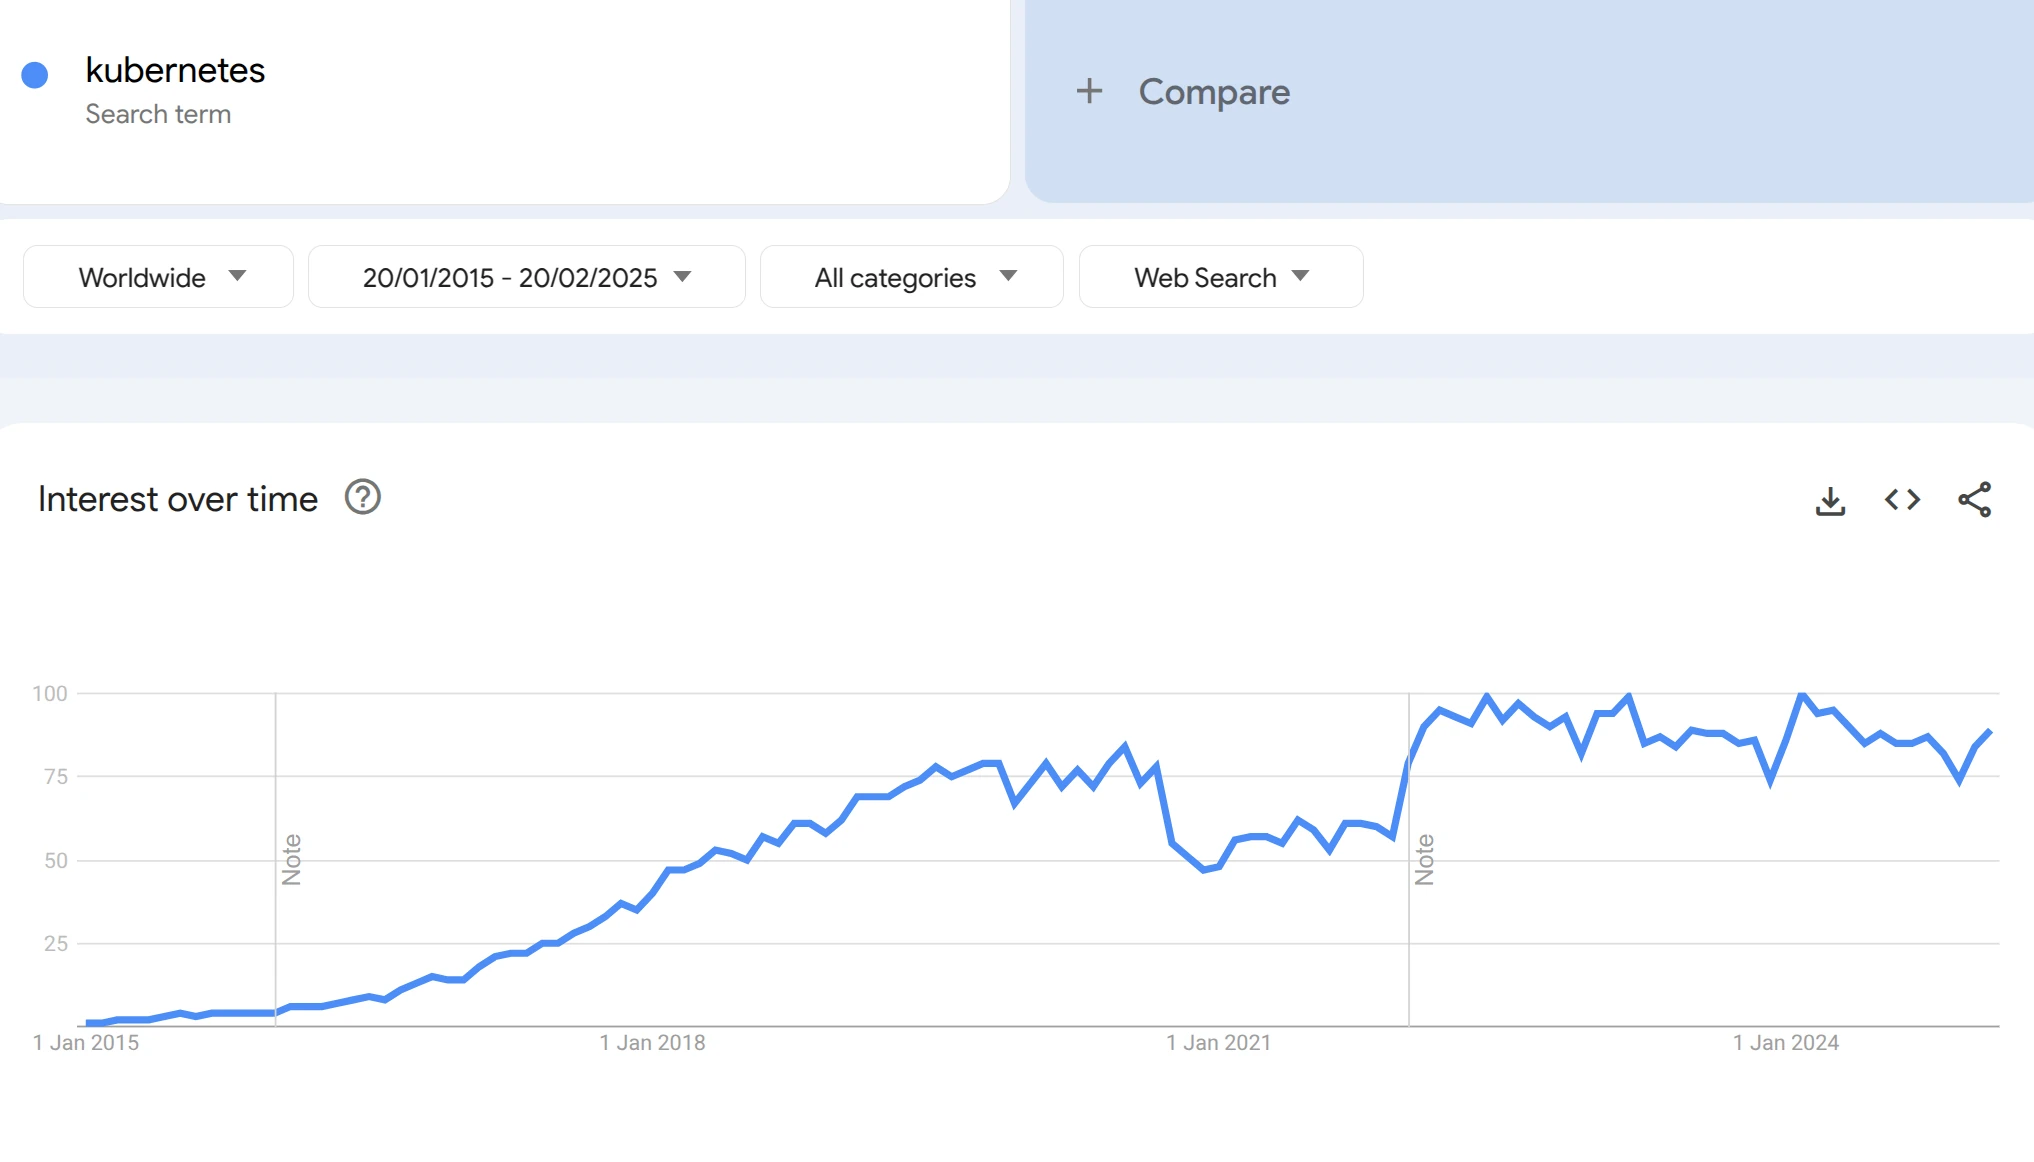 kubernetes
Search term
+ Compare
Worldwide
20/01/2015 - 20/02/2025
All categories
Web Search
Interest over time ?
100
75
50
25
Note
Note
1 Jan 2015
1 Jan 2018
1 Jan 2021
1 Jan 2024